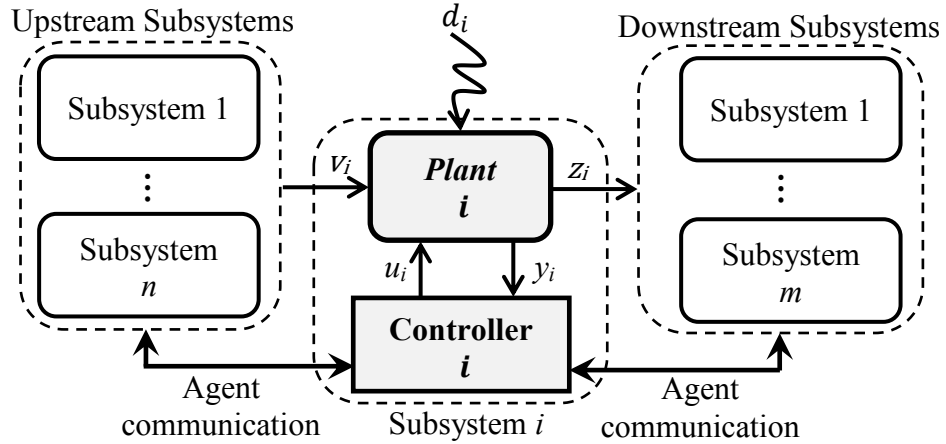 Upstream Subsystems
Subsystem 1
⋮
Subsystem
n
d_i
v_i
Plant
i
z_i
u_i
y_i
Controller
i
Subsystem i
Downstream Subsystems
Subsystem 1
⋮
Subsystem
m
Agent
communication
Agent
communication